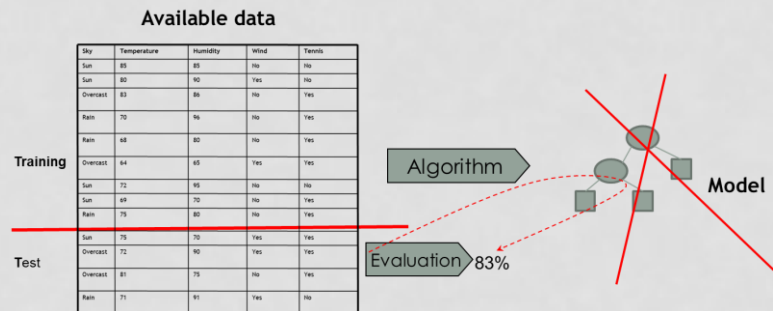 Available data
Sky Temperature Humidity Wind Tennis
Sun 85 85 No No
Sun 80 90 Yes No
Overcast 83 86 No Yes
Rain 70 96 No Yes
Rain 68 80 No Yes
Overcast 64 65 Yes Yes
Sun 72 95 No No
Sun 69 70 No Yes
Rain 75 80 No Yes
Sun 75 70 Yes Yes
Overcast 72 90 Yes Yes
Overcast 81 75 No Yes
Rain 71 91 Yes No
Training
Test
Algorithm
Evaluation
83%
Model